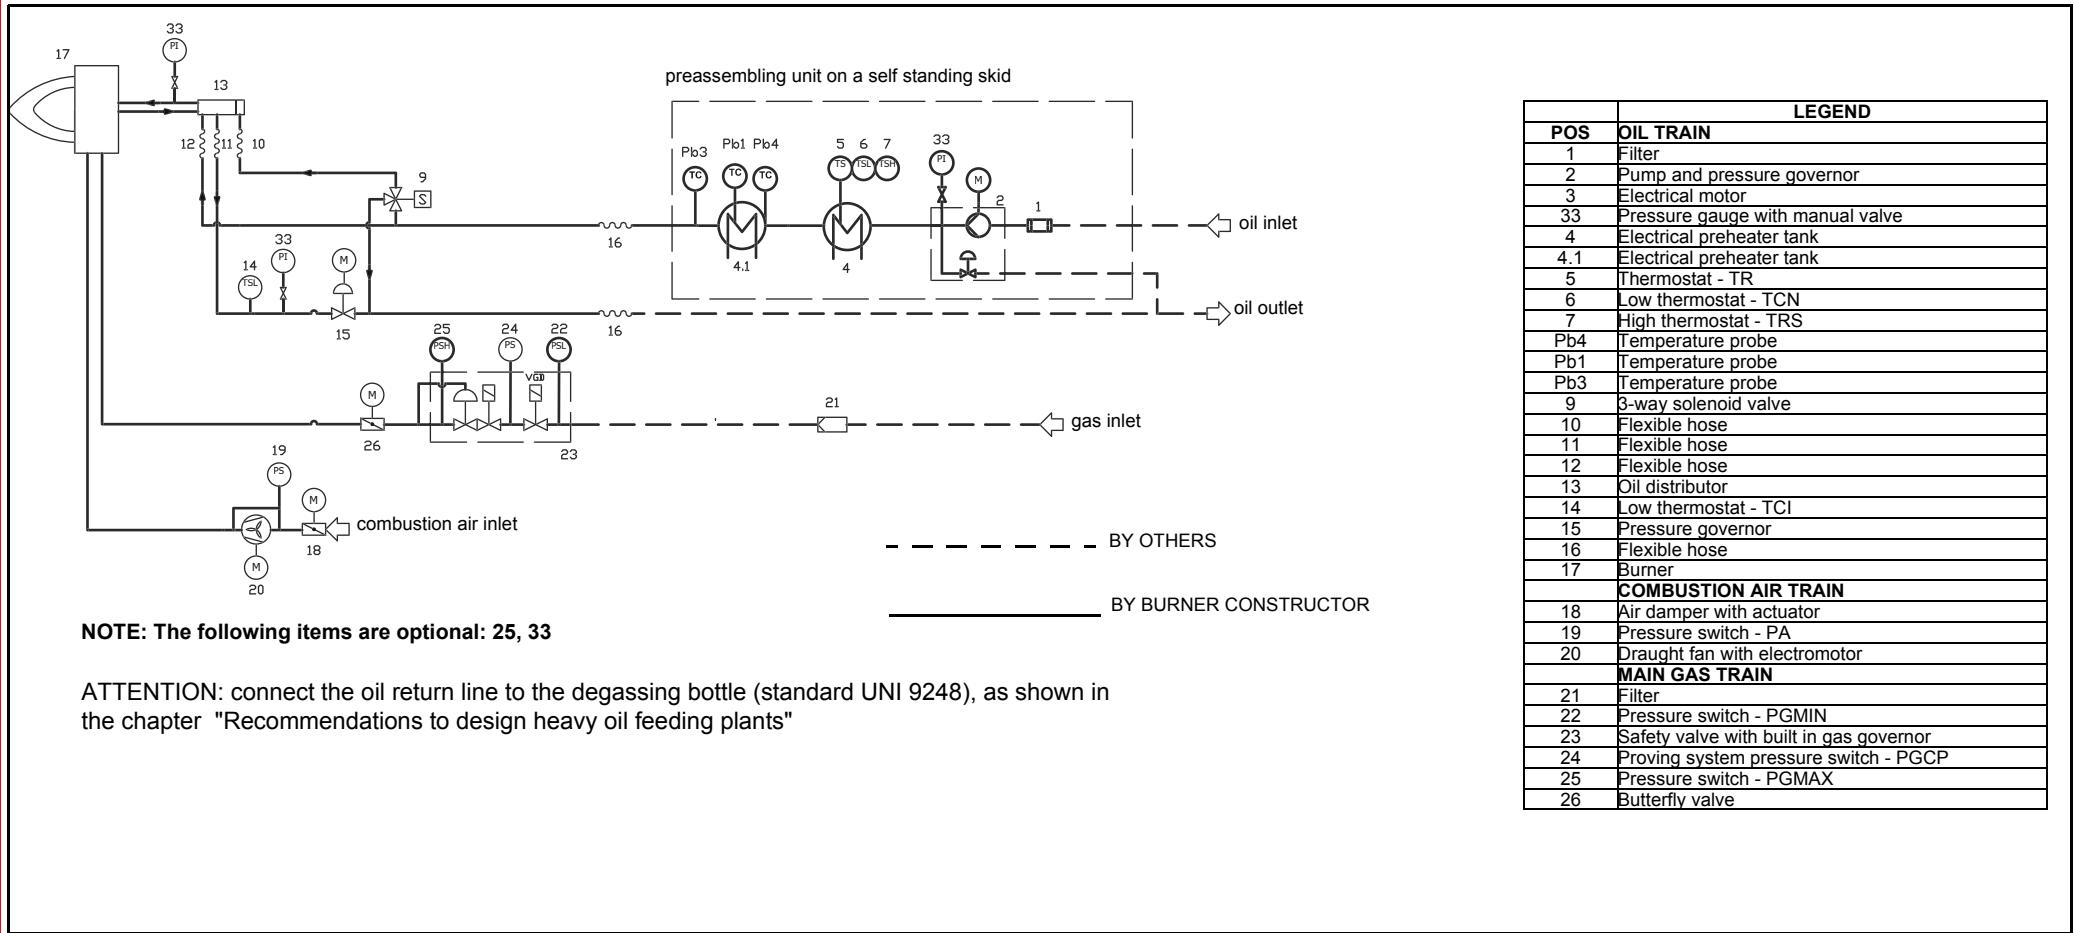 33
PI
17
13
12
11
10
9
S
preassembling unit on a self standing skid
Pb3
Pb1
Pb4
TC
TC
TC
5
6
7
TS
TSL
TSH
33
PI
M
2
1
oil inlet
16
4.1
4
33
PI
14
TSL
M
15
16
oil outlet
25
24
22
PSH
PS
PSL
VGD
M
26
23
21
gas inlet
19
PS
M
18
combustion air inlet
M
20
BY OTHERS
BY BURNER CONSTRUCTOR
NOTE: The following items are optional: 25, 33
ATTENTION: connect the oil return line to the degassing bottle (standard UNI 9248), as shown in
the chapter "Recommendations to design heavy oil feeding plants"
LEGEND
POS OIL TRAIN
1 Filter
2 Pump and pressure governor
3 Electrical motor
33 Pressure gauge with manual valve
4 Electrical preheater tank
4.1 Electrical preheater tank
5 Thermostat - TR
6 Low thermostat - TCN
7 High thermostat - TRS
Pb4 Temperature probe
Pb1 Temperature probe
Pb3 Temperature probe
9 3-way solenoid valve
10 Flexible hose
11 Flexible hose
12 Flexible hose
13 Oil distributor
14 Low thermostat - TCI
15 Pressure governor
16 Flexible hose
17 Burner
COMBUSTION AIR TRAIN
18 Air damper with actuator
19 Pressure switch - PA
20 Draught fan with electromotor
MAIN GAS TRAIN
21 Filter
22 Pressure switch - PGMIN
23 Safety valve with built in gas governor
24 Proving system pressure switch - PGCP
25 Pressure switch - PGMAX
26 Butterfly valve